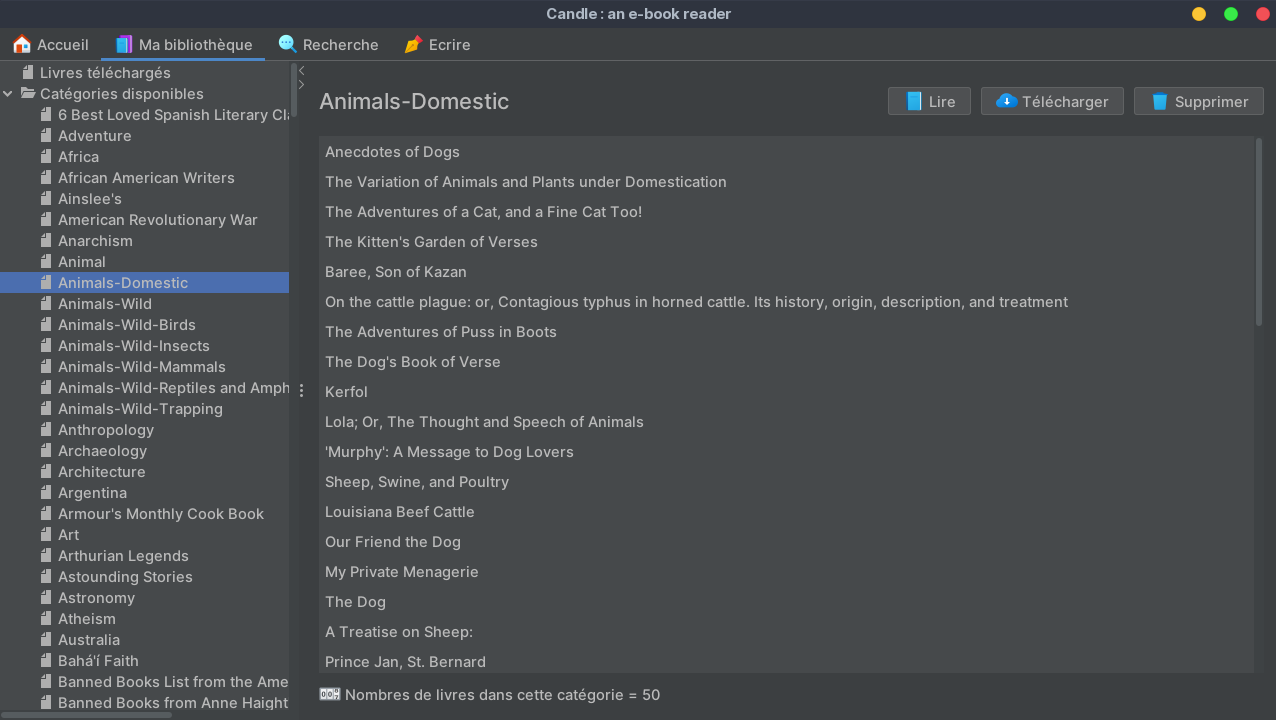 Candle : an e-book reader
Accueil
Ma bibliothèque
Recherche
Ecrire
Livres téléchargés
Catégories disponibles
6 Best Loved Spanish Literary Cla
Adventure
Africa
African American Writers
Ainslee's
American Revolutionary War
Anarchism
Animal
Animals-Domestic
Animals-Wild
Animals-Wild-Birds
Animals-Wild-Insects
Animals-Wild-Mammals
Animals-Wild-Reptiles and Amph
Animals-Wild-Trapping
Anthropology
Archaeology
Architecture
Argentina
Armour's Monthly Cook Book
Art
Arthurian Legends
Astounding Stories
Astronomy
Atheism
Australia
Bahá'í Faith
Banned Books List from the Ame
Banned Books from Anne Haight
Animals-Domestic
Lire
Télécharger
Supprimer
Anecdotes of Dogs
The Variation of Animals and Plants under Domestication
The Adventures of a Cat, and a Fine Cat Too!
The Kitten's Garden of Verses
Baree, Son of Kazan
On the cattle plague: or, Contagious typhus in horned cattle. Its history, origin, description, and treatment
The Adventures of Puss in Boots
The Dog's Book of Verse
Kerfol
Lola; Or, The Thought and Speech of Animals
'Murphy': A Message to Dog Lovers
Sheep, Swine, and Poultry
Louisiana Beef Cattle
Our Friend the Dog
My Private Menagerie
The Dog
A Treatise on Sheep:
Prince Jan, St. Bernard
Nombres de livres dans cette catégorie = 50